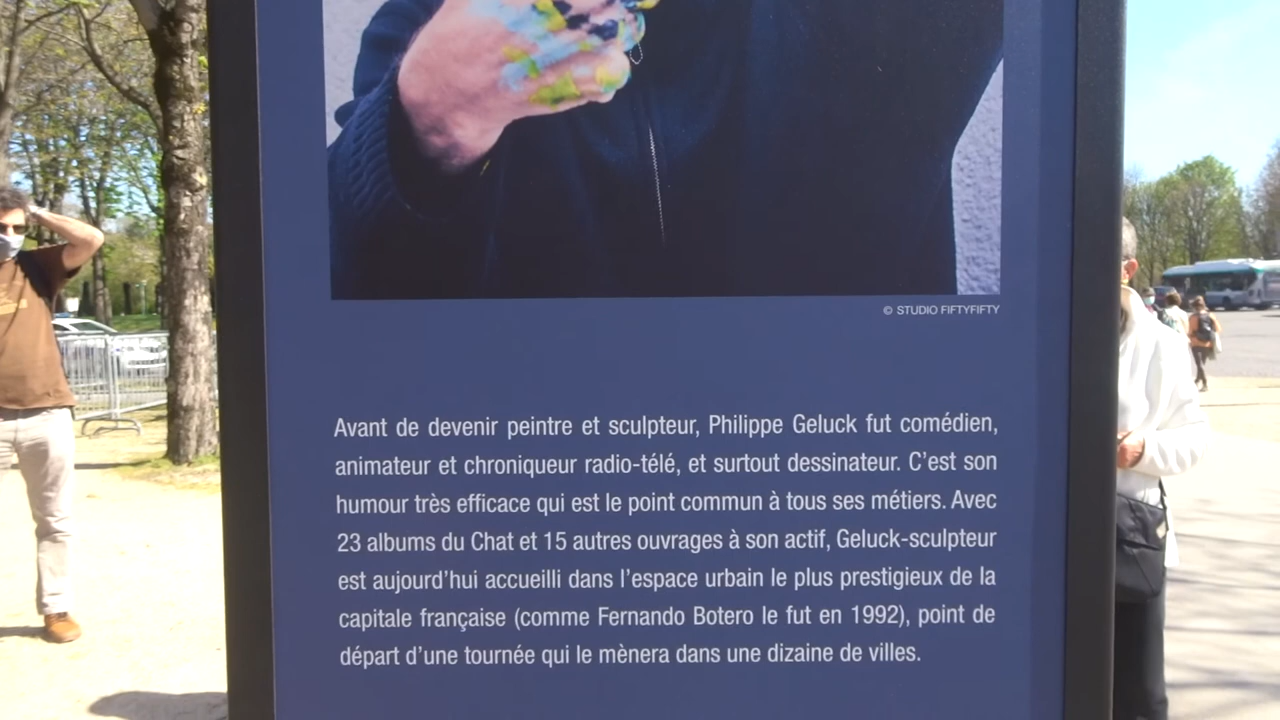 © STUDIO FIFTYFIFTY
Avant de devenir peintre et sculpteur, Philippe Geluck fut comédien,
animateur et chroniqueur radio-télé, et surtout dessinateur. C’est son
humour très efficace qui est le point commun à tous ses métiers. Avec
23 albums du Chat et 15 autres ouvrages à son actif, Geluck-sculpteur
est aujourd’hui accueilli dans l’espace urbain le plus prestigieux de la
capitale française (comme Fernando Botero le fut en 1992), point de
départ d’une tournée qui le mènera dans une dizaine de villes.